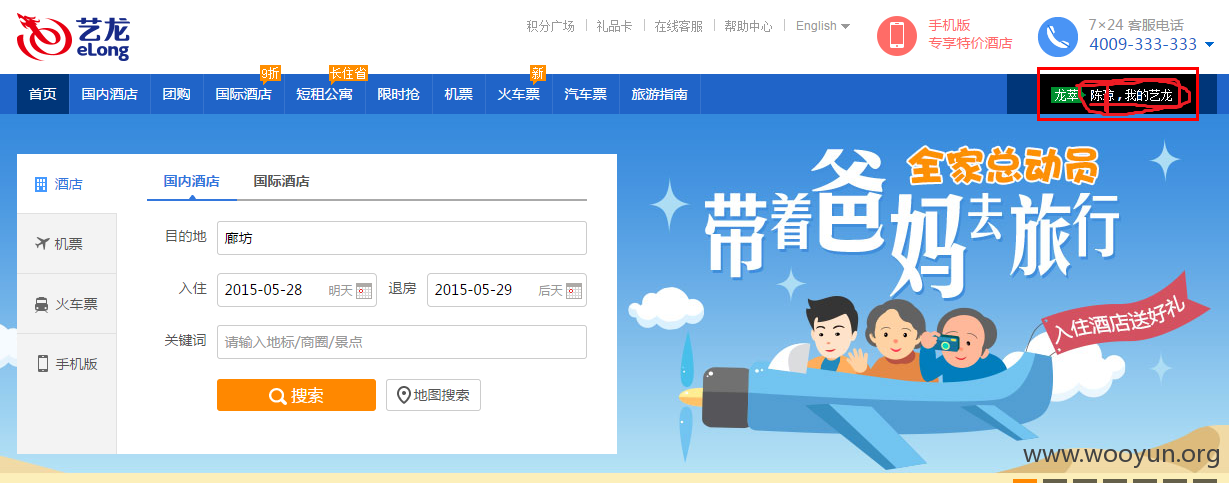 艺龙
eLong
积分广场 礼品卡 在线客服 帮助中心 English
手机版
专享特价酒店
7×24 客服电话
4009-333-333
9折 长住省 新
首页 国内酒店 团购 国际酒店 短租公寓 限时抢 机票 火车票 汽车票 旅游指南
龙萃 陈琼,我的艺龙
酒店
机票
火车票
手机版
国内酒店 国际酒店
目的地 廊坊
入住 2015-05-28 明天 退房 2015-05-29 后天
关键词 请输入地标/商圈/景点
搜索 地图搜索
全家总动员
带着爸妈去旅行
入住酒店送好礼
www.wooyun.org